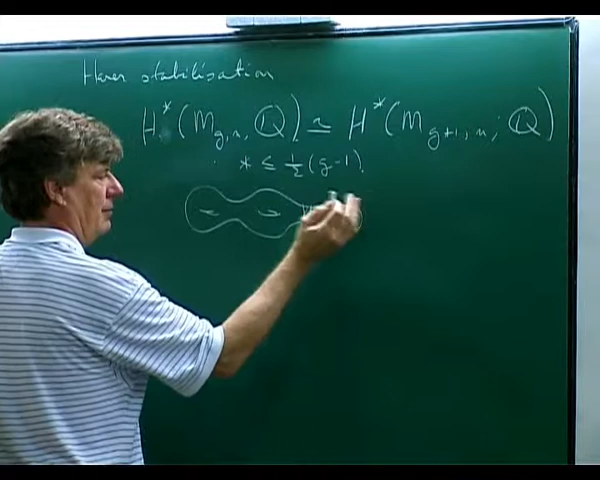 Harer stabilisation
H*(M_{g,n}, ℚ) ≃ H*(M_{g+1,n}; ℚ)
* ≤ 1/2 (g-1).